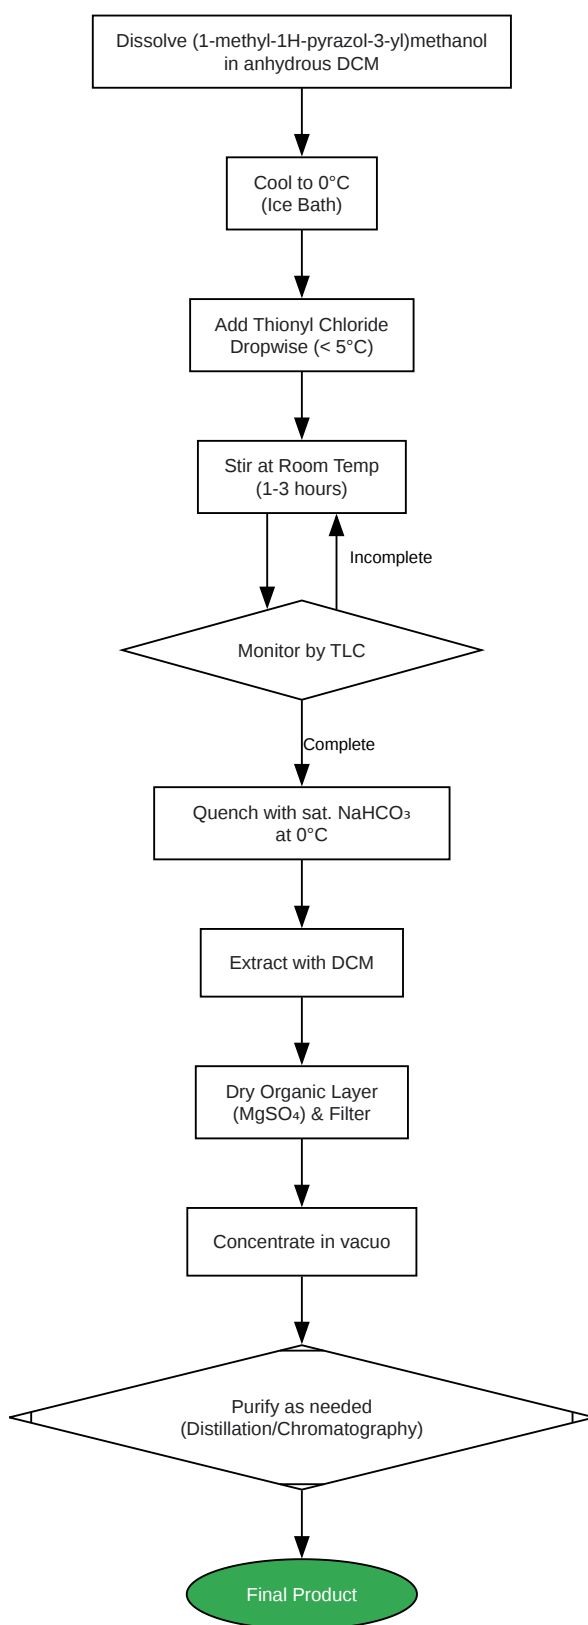 Dissolve (1-methyl-1H-pyrazol-3-yl)methanol
in anhydrous DCM
Cool to 0°C
(Ice Bath)
Add Thionyl Chloride
Dropwise (< 5°C)
Stir at Room Temp
(1-3 hours)
Incomplete
Monitor by TLC
Complete
Quench with sat. NaHCO₃
at 0°C
Extract with DCM
Dry Organic Layer
(MgSO₄) & Filter
Concentrate in vacuo
Purify as needed
(Distillation/Chromatography)
Final Product